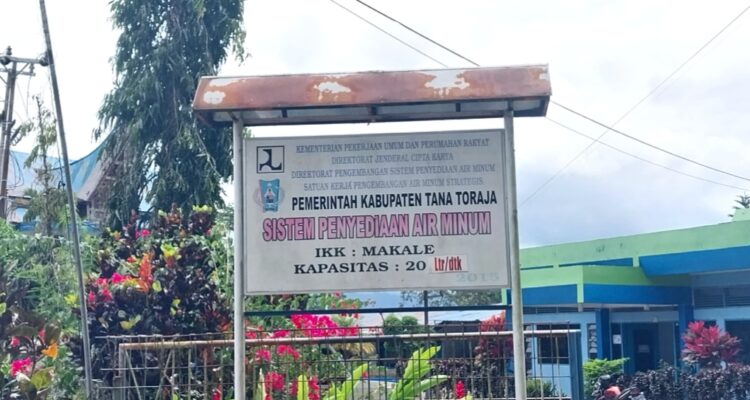 KEMENTERIAN PEKERJAAN UMUM DAN PERUMAHAN RAKYAT
DIREKTORAT JENDERAL CIPTA KARYA
DIREKTORAT PENGEMBANGAN SISTEM PENYEDIAAN AIR MINUM
SATUAN KERJA PENGEMBANGAN AIR MINUM STRATEGIS
PEMERINTAH KABUPATEN TANA TORAJA
SISTEM PENYEDIAAN AIR MINUM
IKK : MAKALE
KAPASITAS : 20 Ltr/dtk
2015